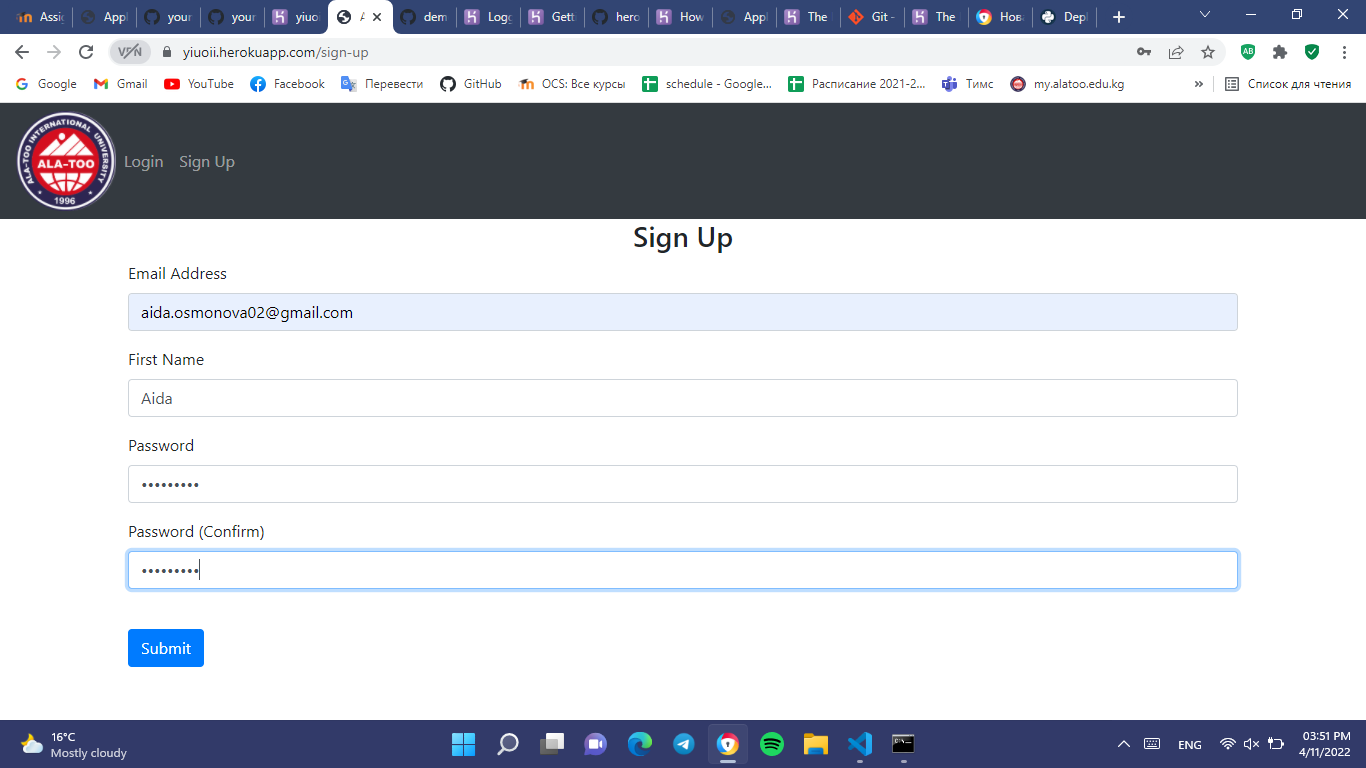 Assig
Appl
your
your
yiuoi
A
dem
Logg
Gett
hero
How
Appl
The
Git -
The
Нова
Depl
VPN
yiuoii.herokuapp.com/sign-up
AB
Google
Gmail
YouTube
Facebook
Перевести
GitHub
OCS: Все курсы
schedule - Google...
Расписание 2021-2...
Тимс
my.alatoo.edu.kg
»
Список для чтения
ALA-TOO INTERNATIONAL UNIVERSITY
ALA-TOO
1996
Login
Sign Up
Sign Up
Email Address
aida.osmonova02@gmail.com
First Name
Aida
Password
•••••••••
Password (Confirm)
•••••••••
Submit
16°C
Mostly cloudy
ENG
03:51 PM
4/11/2022